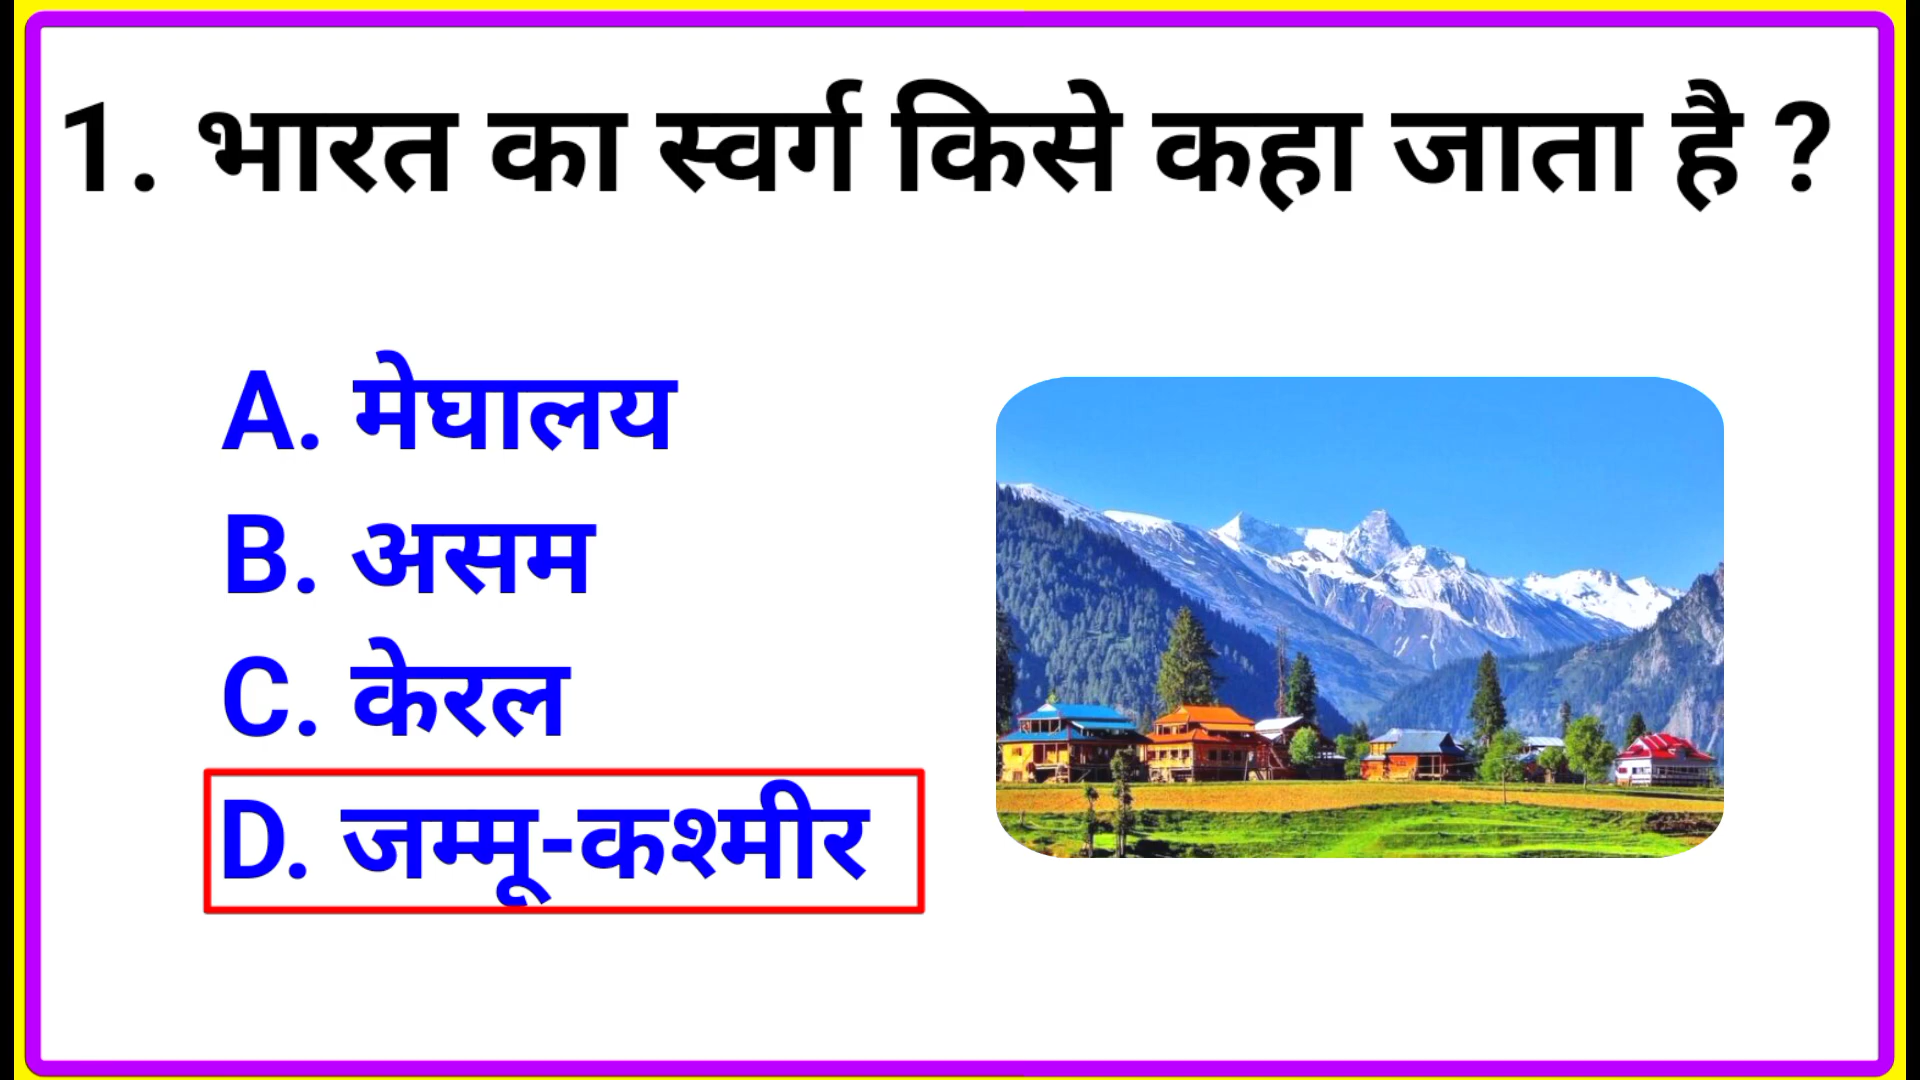 1. भारत का स्वर्ग किसे कहा जाता है ?
A. मेघालय
B. असम
C. केरल
D. जम्मू-कश्मीर